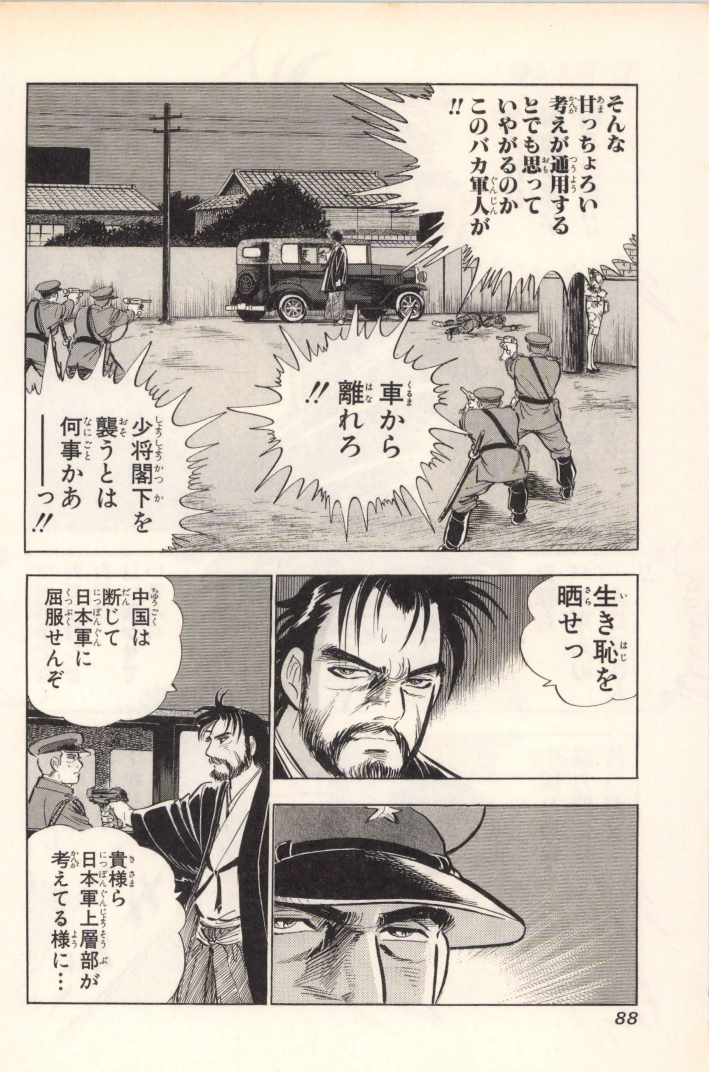 そんな
甘っちょろい
考えが通用する
とでも思って
いやがるのか
このバカ軍人が
!!
車から
離れろ
!!
少将閣下を
襲うとは
何事かあ
――っ!!
生き恥を
晒せっ
中国は
断じて
日本軍に
屈服せんぞ
貴様ら
日本軍上層部が
考えてる様に…
88